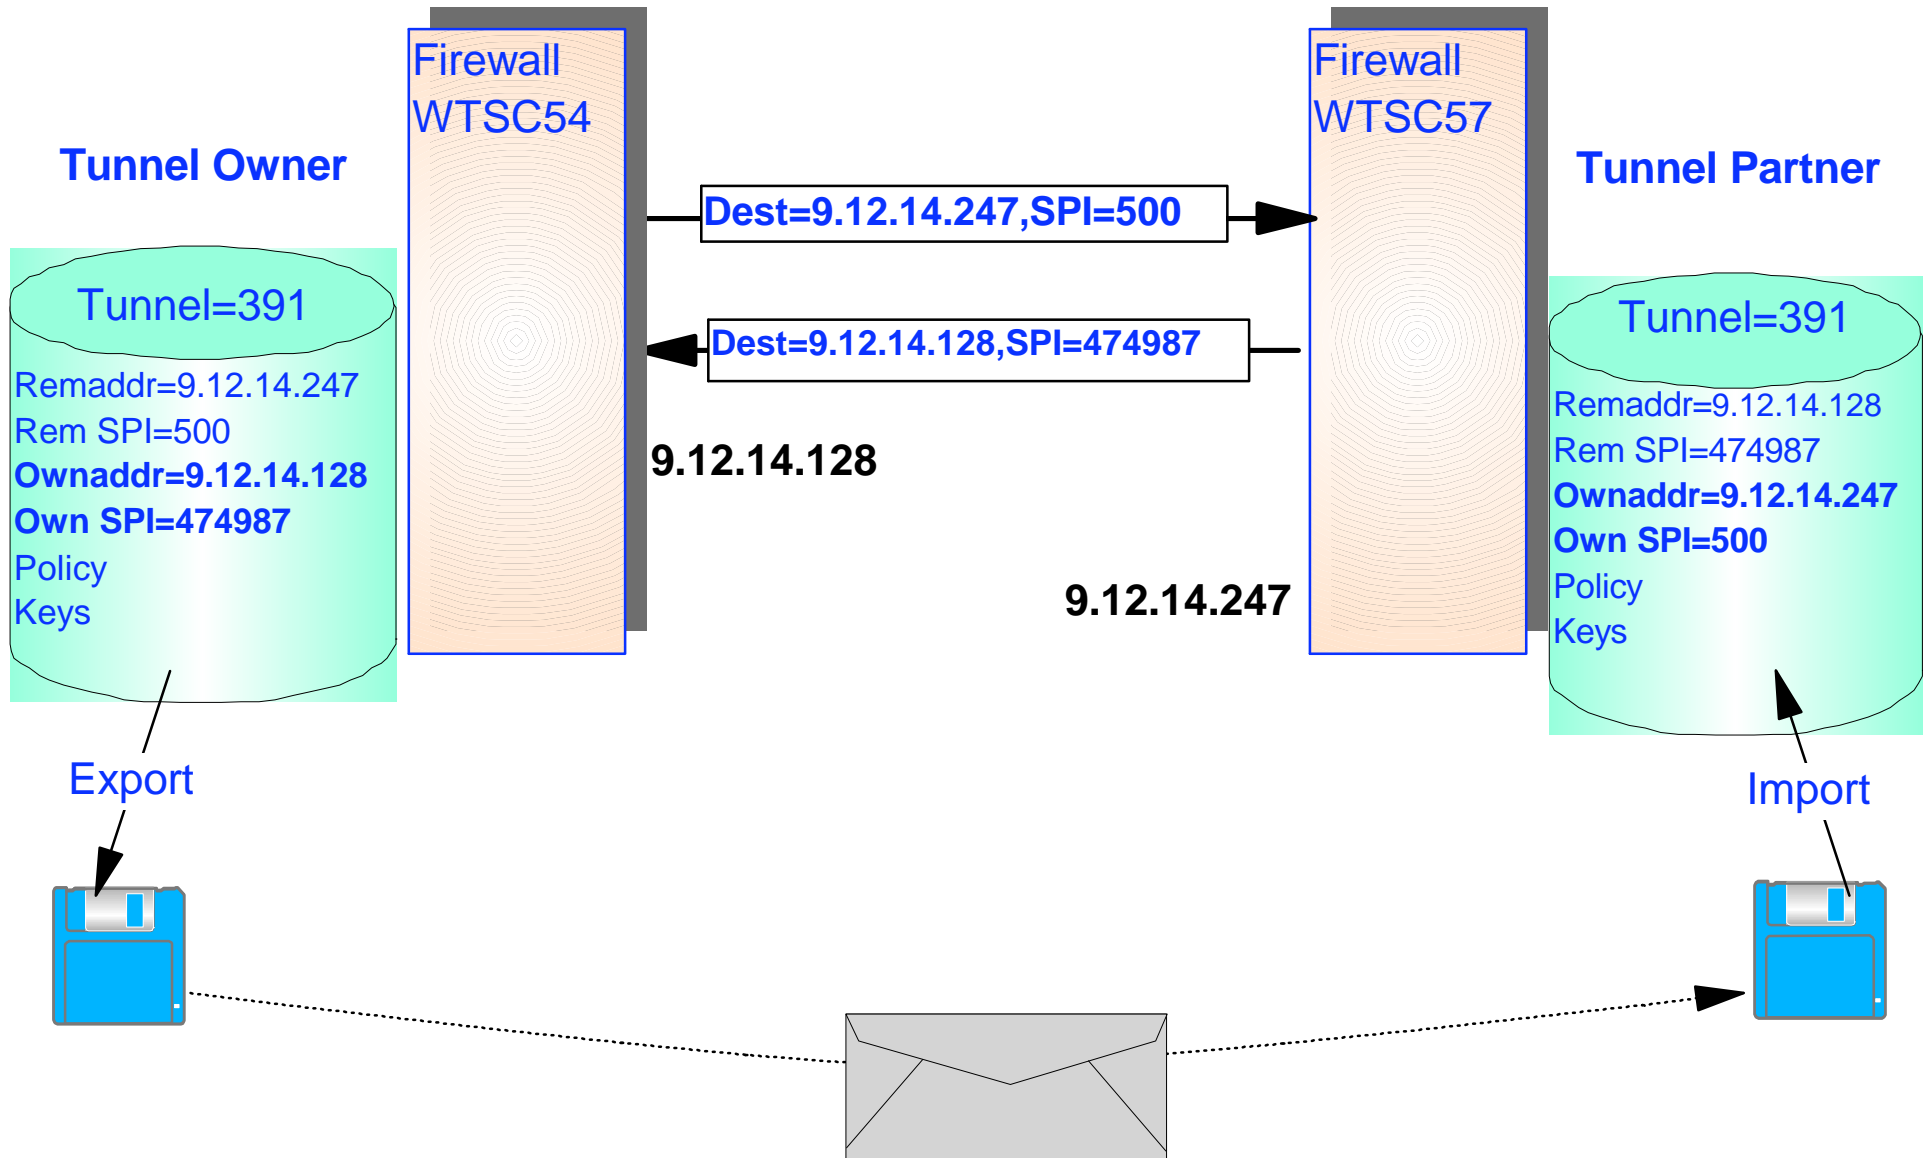 Firewall
WTSC54
Firewall
WTSC57
Tunnel Owner
Tunnel Partner
Dest=9.12.14.247,SPI=500
Dest=9.12.14.128,SPI=474987
Tunnel=391
Remaddr=9.12.14.247
Rem SPI=500
Ownaddr=9.12.14.128
Own SPI=474987
Policy
Keys
9.12.14.128
9.12.14.247
Tunnel=391
Remaddr=9.12.14.128
Rem SPI=474987
Ownaddr=9.12.14.247
Own SPI=500
Policy
Keys
Export
Import